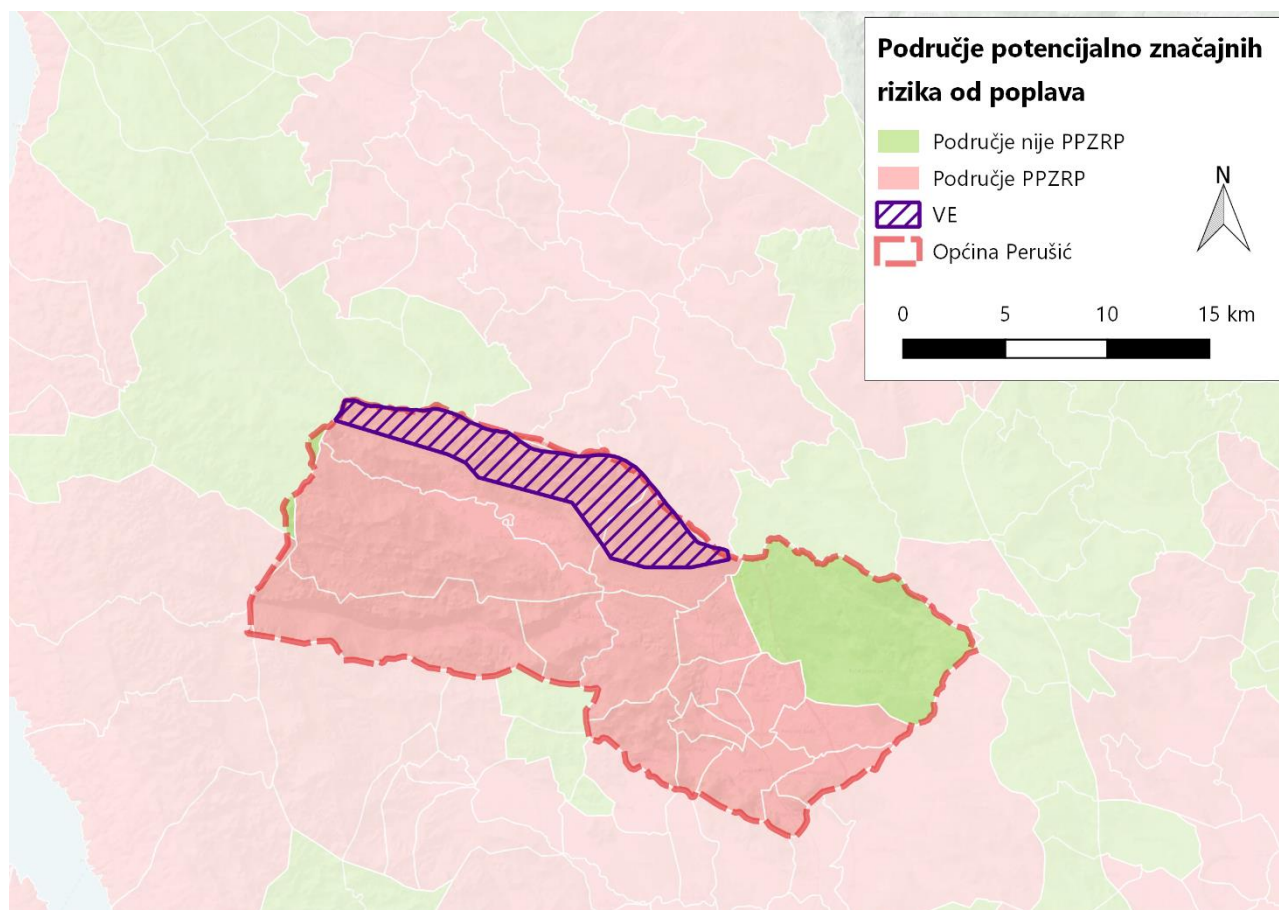 Područje potencijalno značajnih
rizika od poplava
Područje nije PPZRP
Područje PPZRP
VE
Općina Perušić
N
0 5 10 15 km